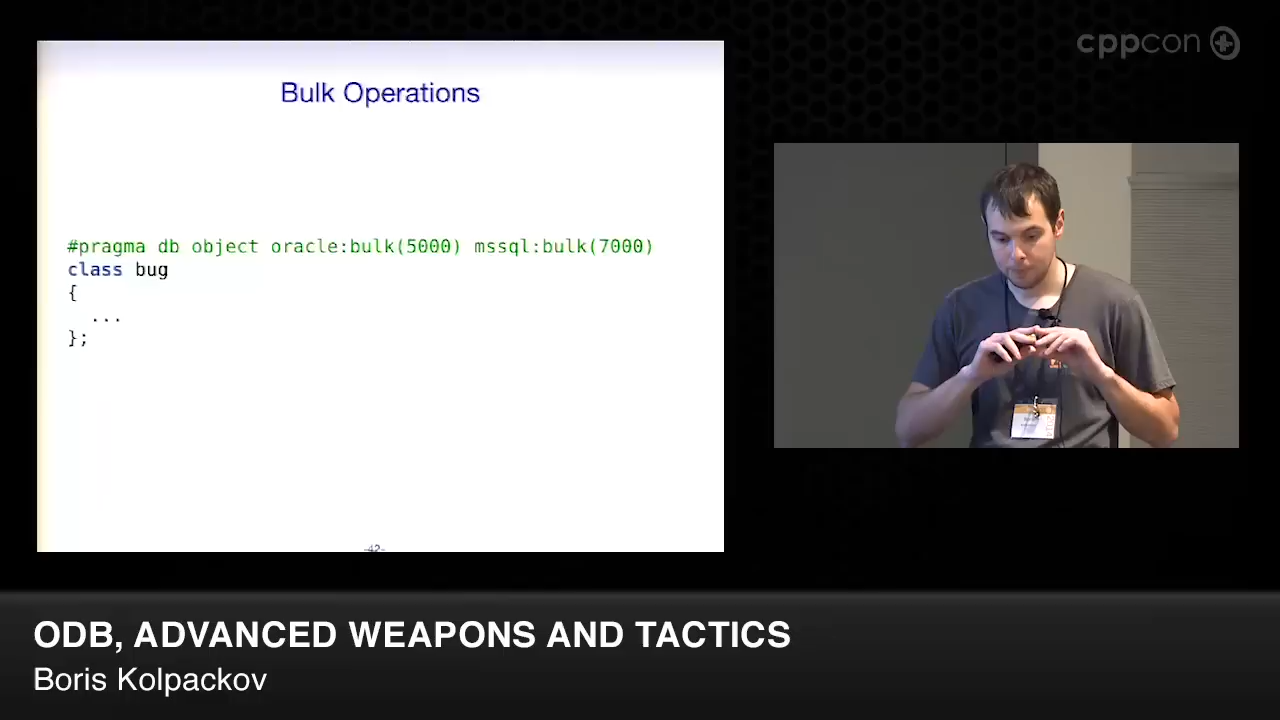 cppcon
Bulk Operations
#pragma db object oracle:bulk(5000) mssql:bulk(7000)
class bug
{
...
};
-42-
ODB, ADVANCED WEAPONS AND TACTICS
Boris Kolpackov